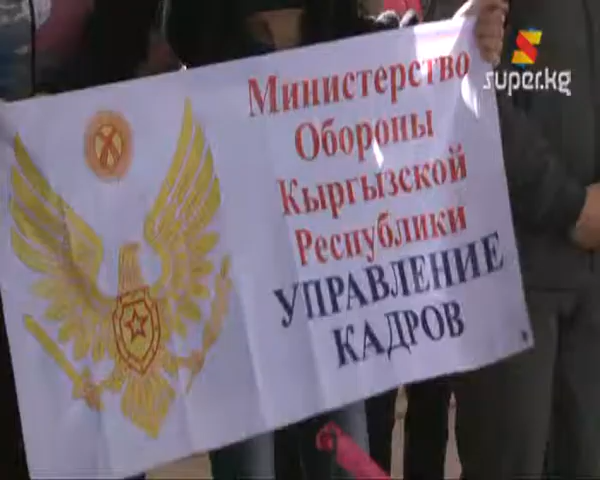 super.kg
Министерство
Обороны
Кыргызской
Республики
УПРАВЛЕНИЕ
КАДРОВ